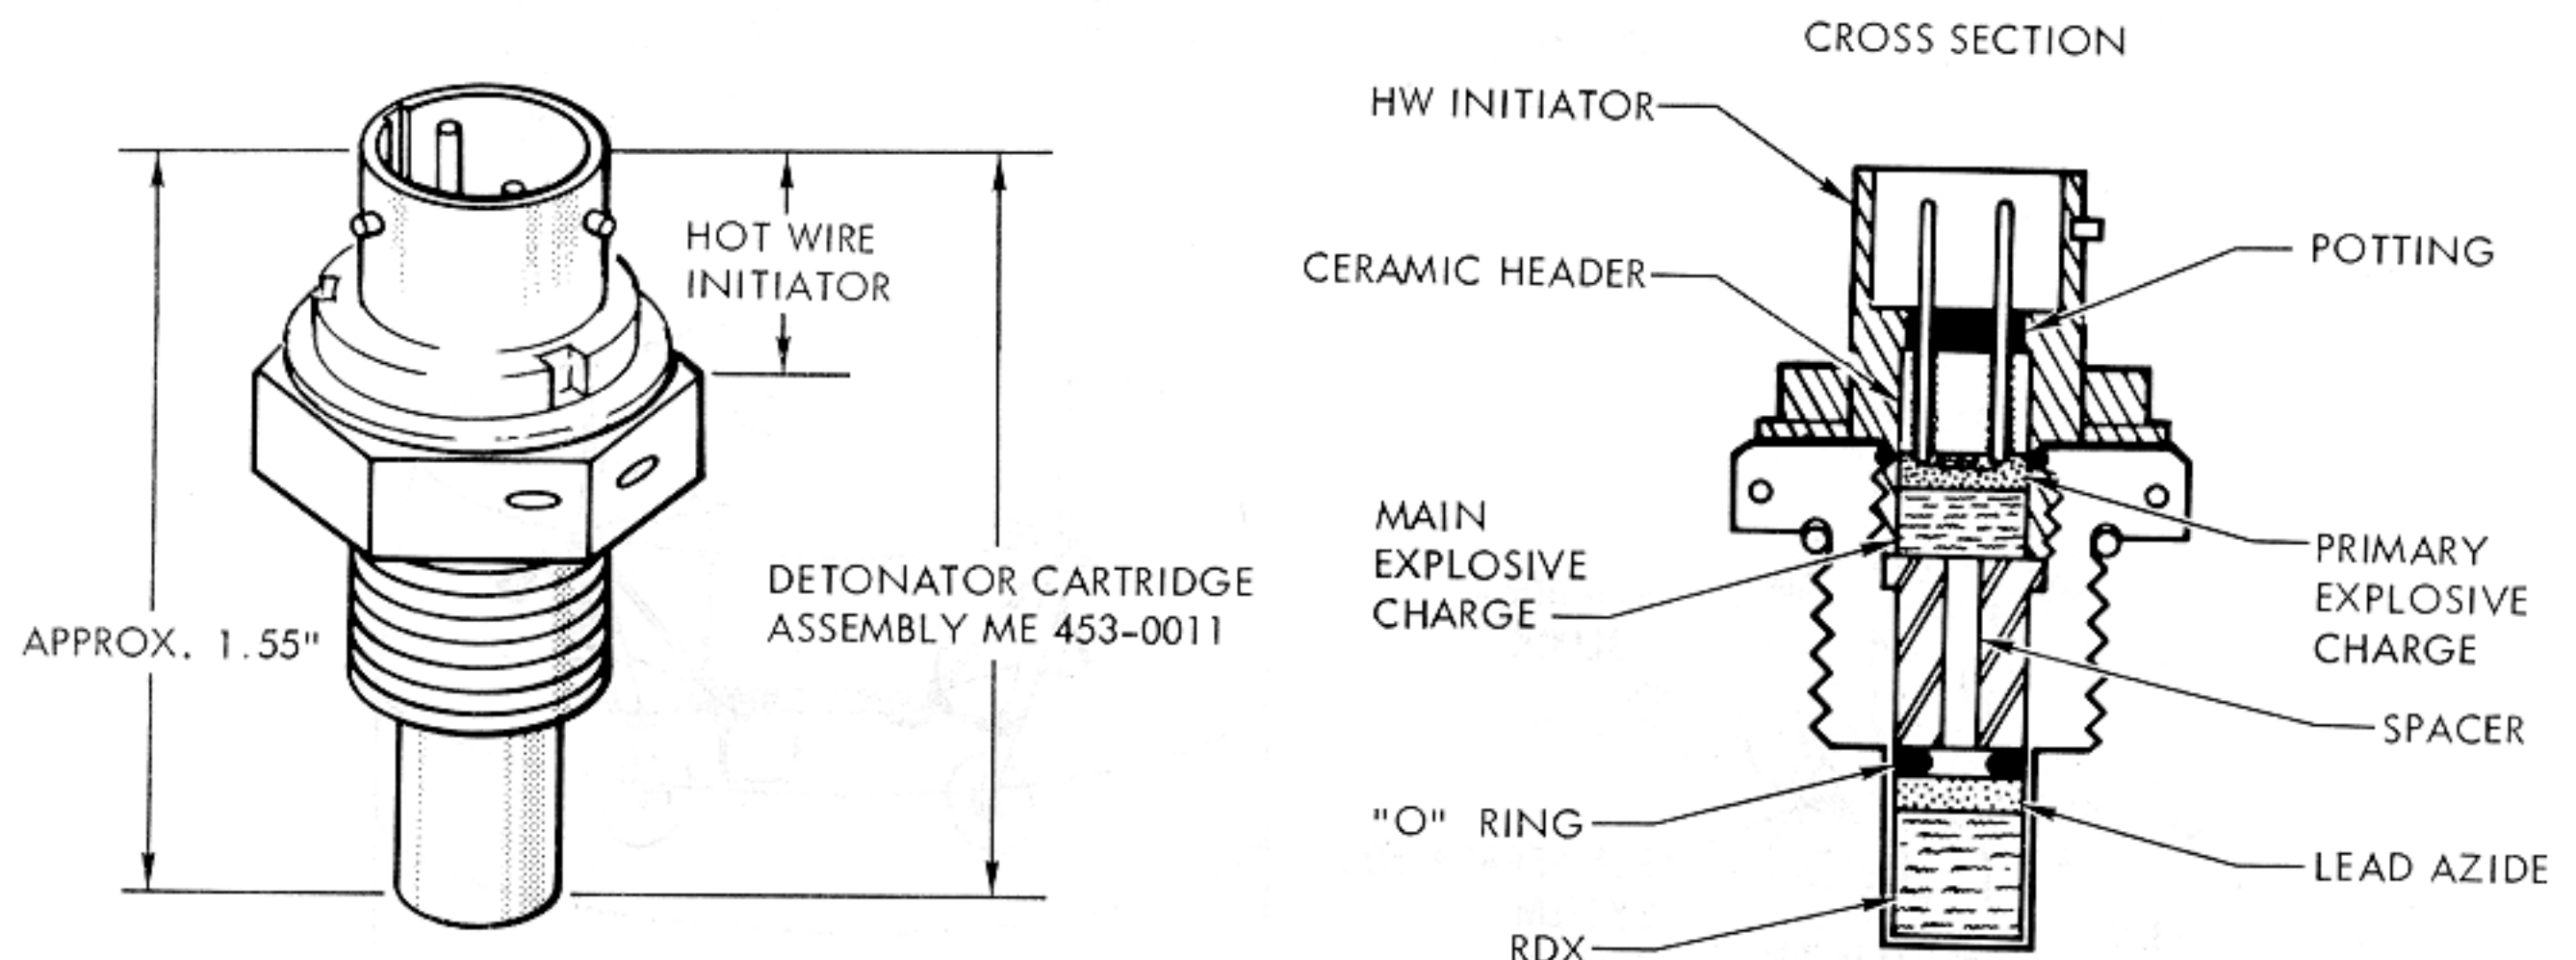 CROSS SECTION
HW INITIATOR
CERAMIC HEADER
POTTING
HOT WIRE
INITIATOR
MAIN
EXPLOSIVE
CHARGE
PRIMARY
EXPLOSIVE
CHARGE
DETONATOR CARTRIDGE
ASSEMBLY ME 453-0011
APPROX. 1.55"
SPACER
"O" RING
LEAD AZIDE
RDX